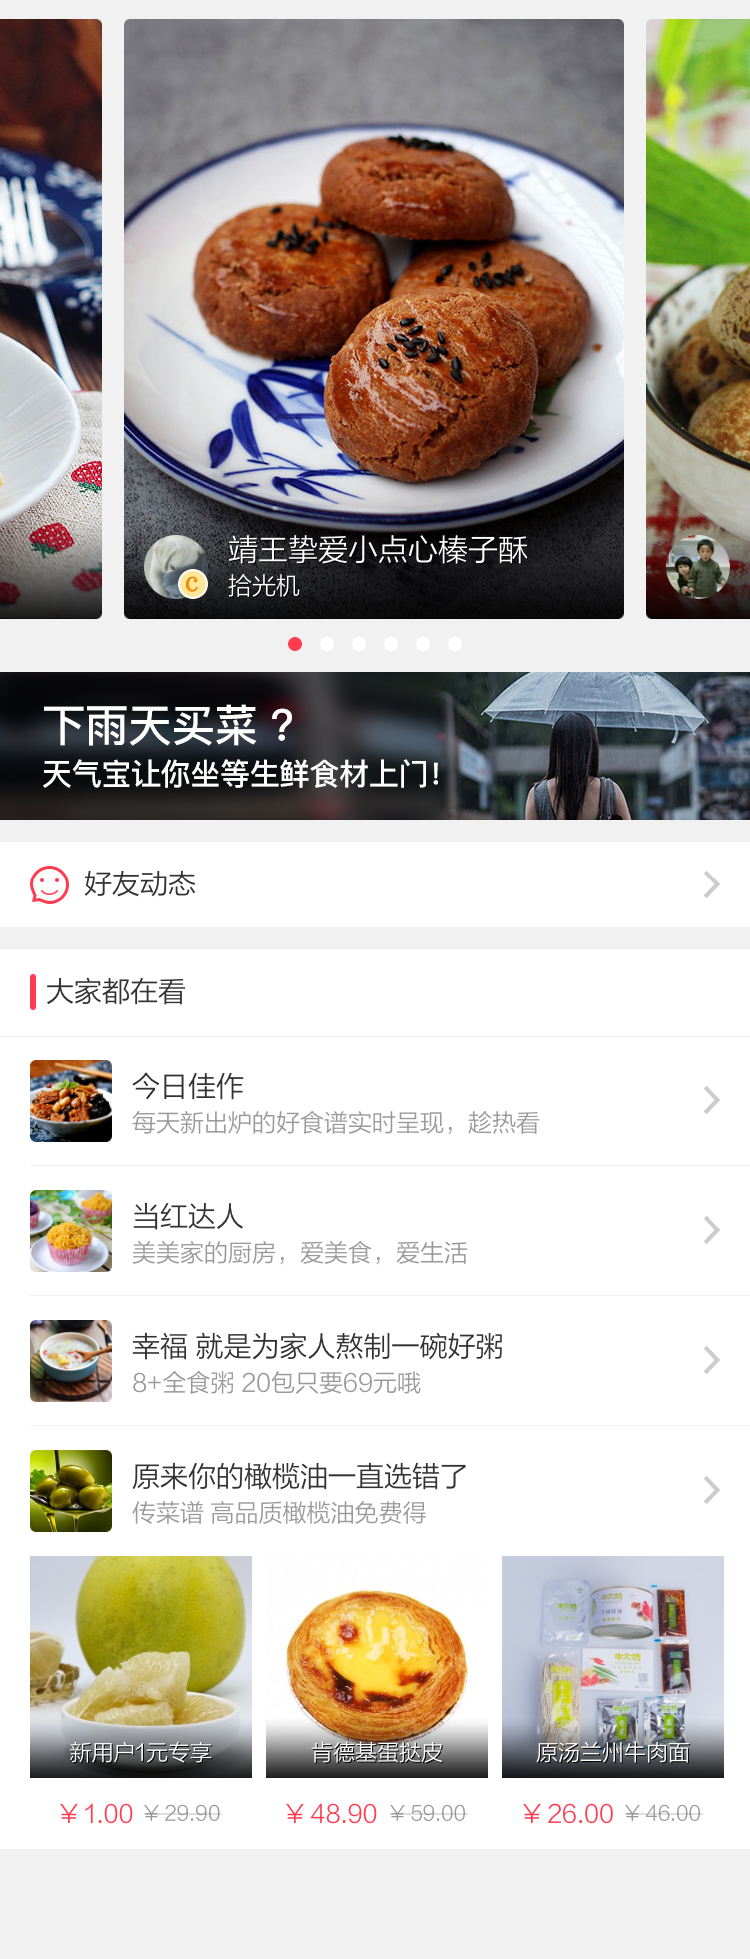 靖王挚爱小点心榛子酥
C
拾光机
下雨天买菜？
天气宝让你坐等生鲜食材上门！
好友动态
大家都在看
今日佳作
每天新出炉的好食谱实时呈现，趁热看
当红达人
美美家的厨房，爱美食，爱生活
幸福 就是为家人熬制一碗好粥
8+全食粥 20包只要69元哦
原来你的橄榄油一直选错了
传菜谱 高品质橄榄油免费得
新用户1元专享
肯德基蛋挞皮
原汤兰州牛肉面
¥ 1.00 ¥ 29.90
¥ 48.90 ¥ 59.00
¥ 26.00 ¥ 46.00